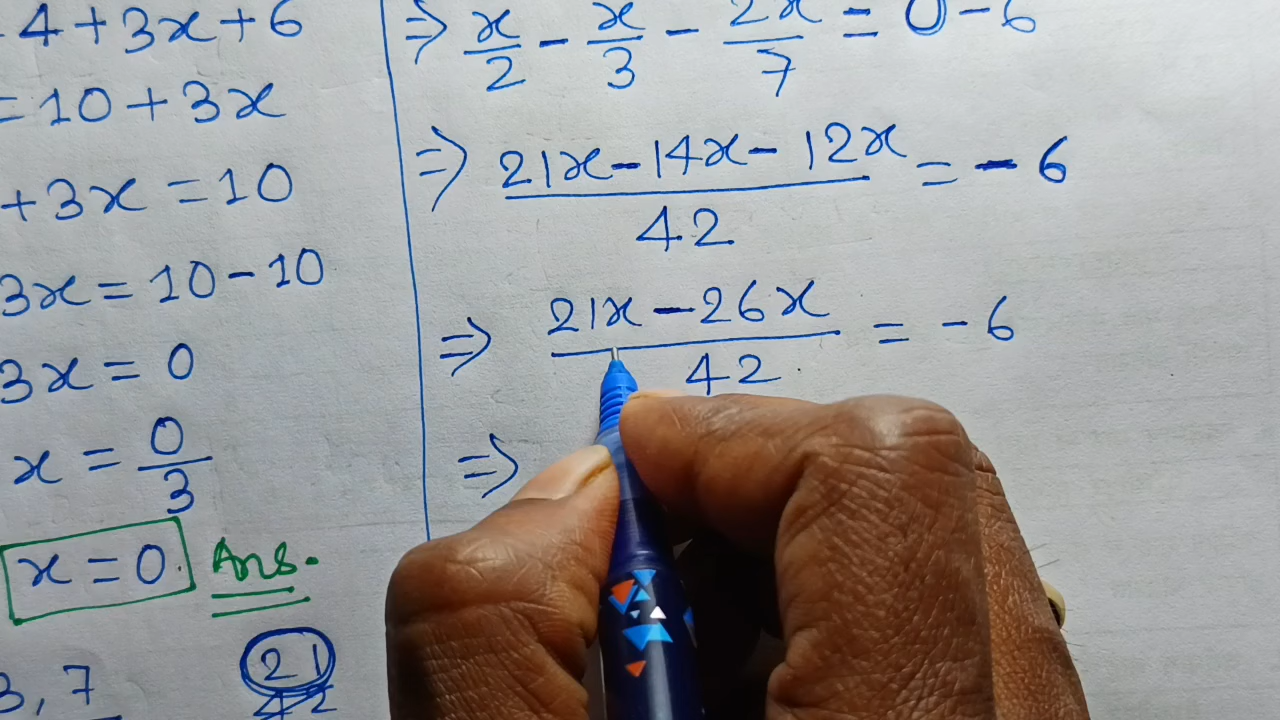 4+3x+6
=10+3x
+3x=10
3x=10-10
3x=0
x=0/3
x=0. Ans.
3, 7
21
42
⇒ x/2 - x/3 - 2x/7 = 0-6
⇒ (21x-14x-12x)/42 = -6
⇒ (21x-26x)/42 = -6
⇒